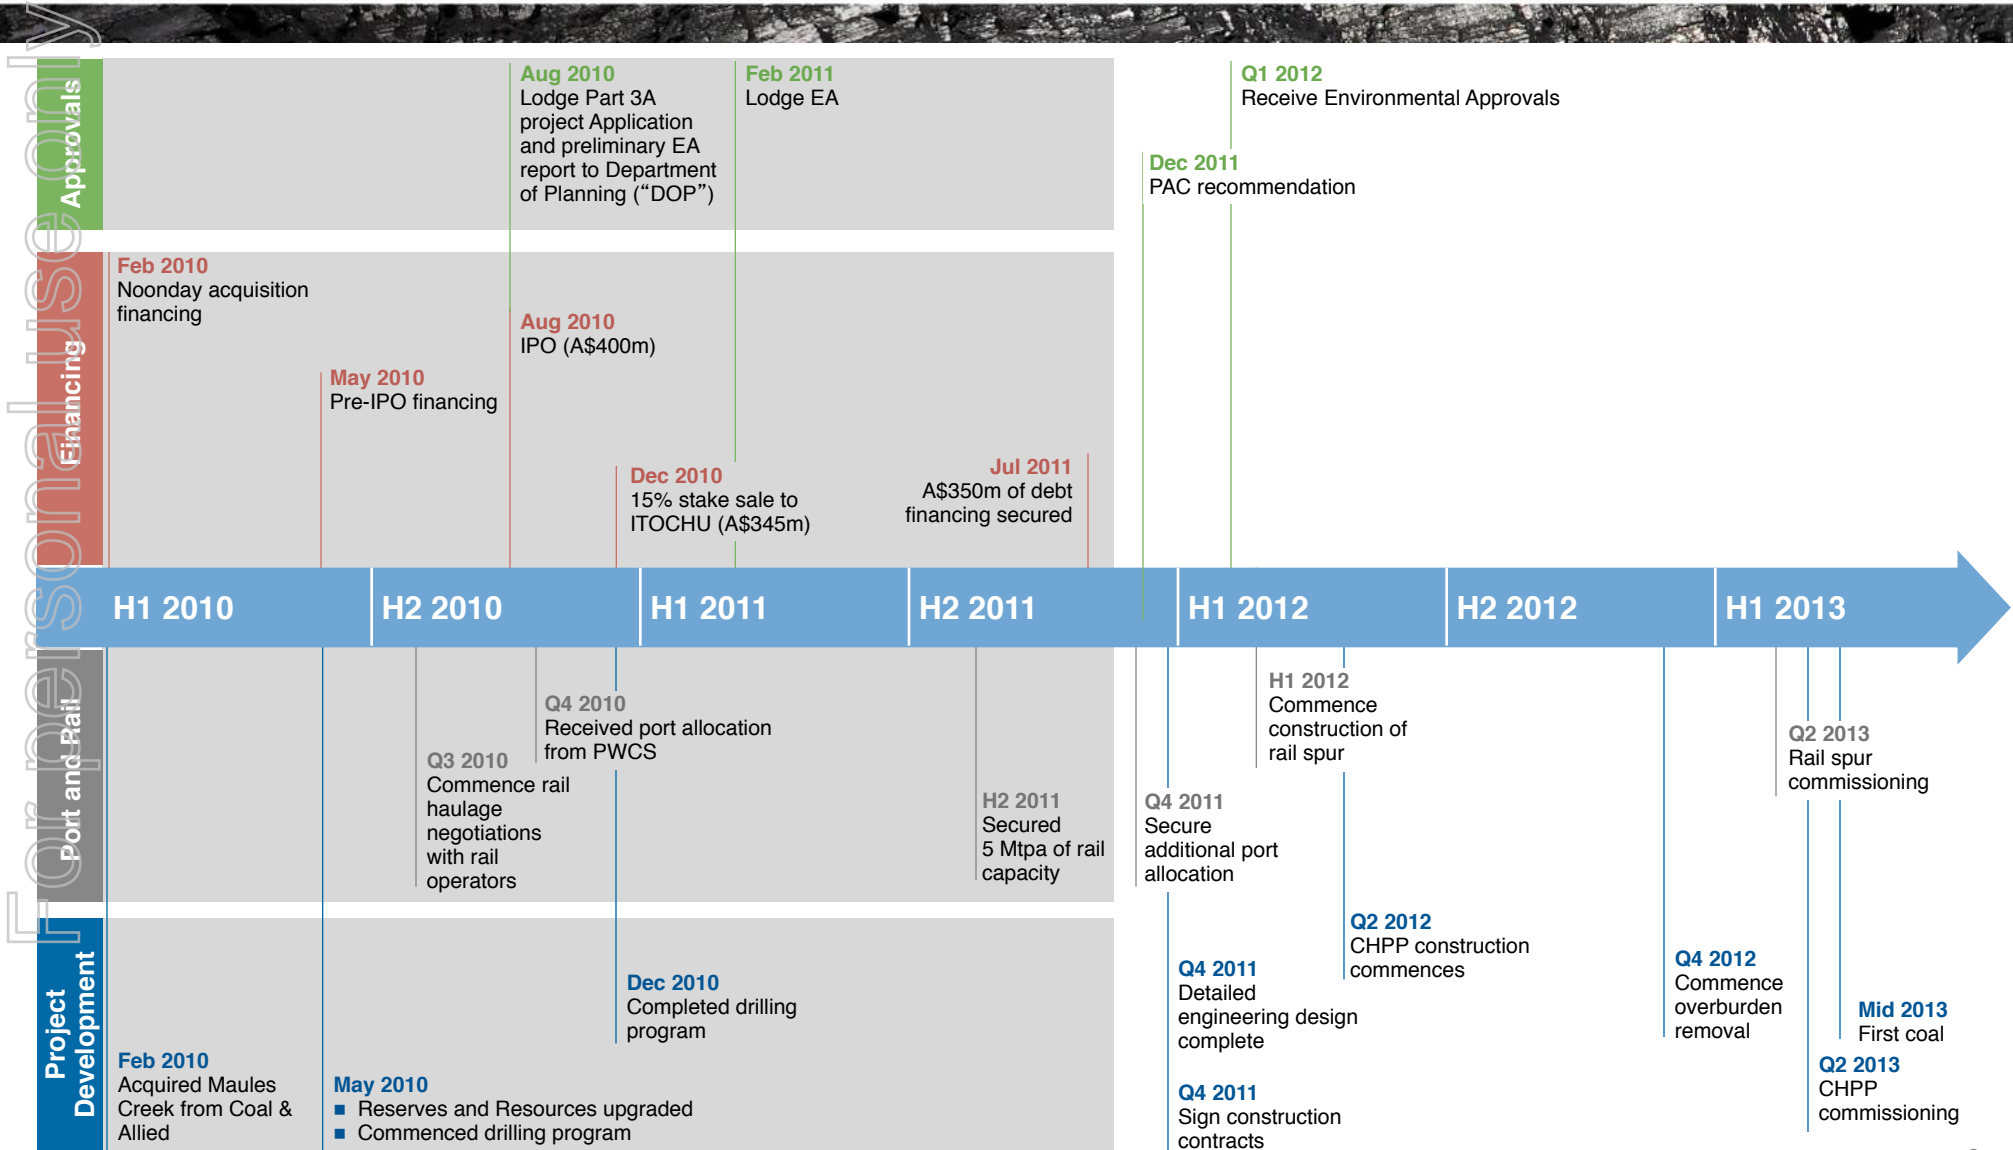 For personal use only
Approvals
Aug 2010
Lodge Part 3A
project Application
and preliminary EA
report to Department
of Planning (“DOP”)
Feb 2011
Lodge EA
Q1 2012
Receive Environmental Approvals
Dec 2011
PAC recommendation
Financing
Feb 2010
Noonday acquisition
financing
Aug 2010
IPO (A$400m)
May 2010
Pre-IPO financing
Dec 2010
15% stake sale to
ITOCHU (A$345m)
Jul 2011
A$350m of debt
financing secured
H1 2010
H2 2010
H1 2011
H2 2011
H1 2012
H2 2012
H1 2013
Port and Rail
Q3 2010
Commence rail
haulage
negotiations
with rail
operators
Q4 2010
Received port allocation
from PWCS
H2 2011
Secured
5 Mtpa of rail
capacity
Q4 2011
Secure
additional port
allocation
H1 2012
Commence
construction of
rail spur
Q2 2013
Rail spur
commissioning
Project
Development
Feb 2010
Acquired Maules
Creek from Coal &
Allied
May 2010
■ Reserves and Resources upgraded
■ Commenced drilling program
Dec 2010
Completed drilling
program
Q4 2011
Detailed
engineering design
complete
Q4 2011
Sign construction
contracts
Q2 2012
CHPP construction
commences
Q4 2012
Commence
overburden
removal
Mid 2013
First coal
Q2 2013
CHPP
commissioning